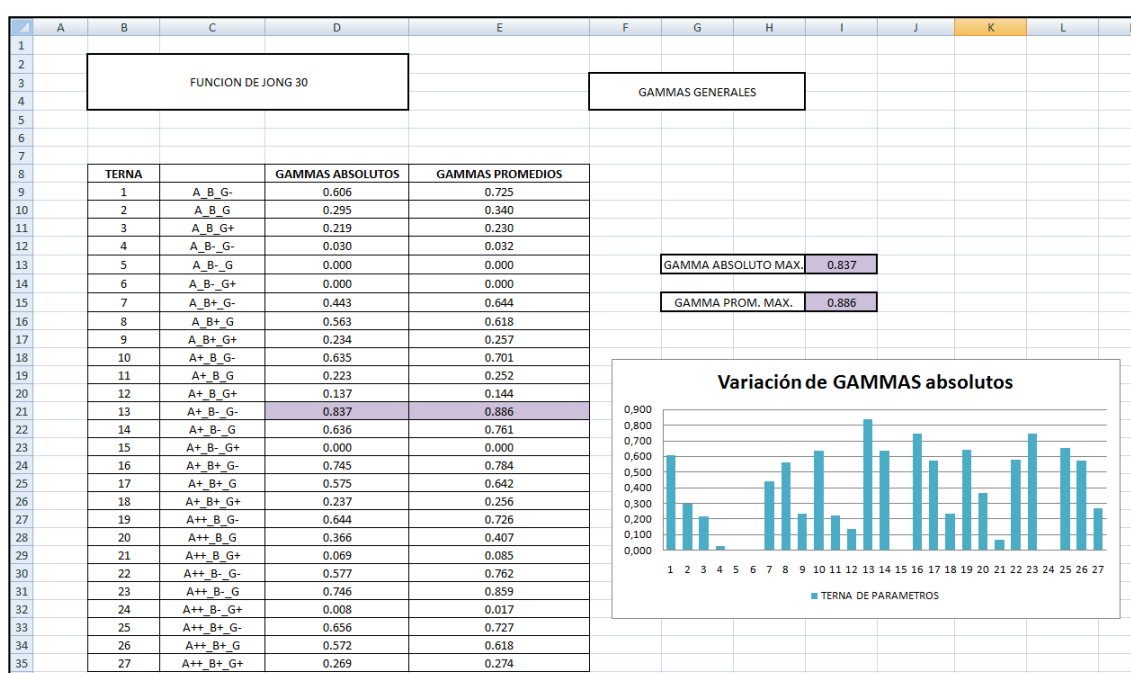 A B C D E F G H I J K L
1
2
3 FUNCION DE JONG 30
4 GAMMAS GENERALES
5
6
7
8 TERNA GAMMAS ABSOLUTOS GAMMAS PROMEDIOS
9 1 A_B_G- 0.606 0.725
10 2 A_B_G 0.295 0.340
11 3 A_B_G+ 0.219 0.230
12 4 A_B-_G- 0.030 0.032
13 5 A_B-_G 0.000 0.000 GAMMA ABSOLUTO MAX. 0.837
14 6 A_B-_G+ 0.000 0.000
15 7 A_B+_G- 0.443 0.644 GAMMA PROM. MAX. 0.886
16 8 A_B+_G 0.563 0.618
17 9 A_B+_G+ 0.234 0.257
18 10 A+_B_G- 0.635 0.701
19 11 A+_B_G 0.223 0.252
20 12 A+_B_G+ 0.137 0.144
21 13 A+_B-_G- 0.837 0.886
22 14 A+_B-_G 0.636 0.761
23 15 A+_B-_G+ 0.000 0.000
24 16 A+_B+_G- 0.745 0.784
25 17 A+_B+_G 0.575 0.642
26 18 A+_B+_G+ 0.237 0.256
27 19 A++_B_G- 0.644 0.726
28 20 A++_B_G 0.366 0.407
29 21 A++_B_G+ 0.069 0.085
30 22 A++_B-_G- 0.577 0.762
31 23 A++_B-_G 0.746 0.859
32 24 A++_B-_G+ 0.008 0.017
33 25 A++_B+_G- 0.656 0.727
34 26 A++_B+_G 0.572 0.618
35 27 A++_B+_G+ 0.269 0.274
Variación de GAMMAS absolutos
0,900
0,800
0,700
0,600
0,500
0,400
0,300
0,200
0,100
0,000
1 2 3 4 5 6 7 8 9 10 11 12 13 14 15 16 17 18 19 20 21 22 23 24 25 26 27
TERNA DE PARAMETROS